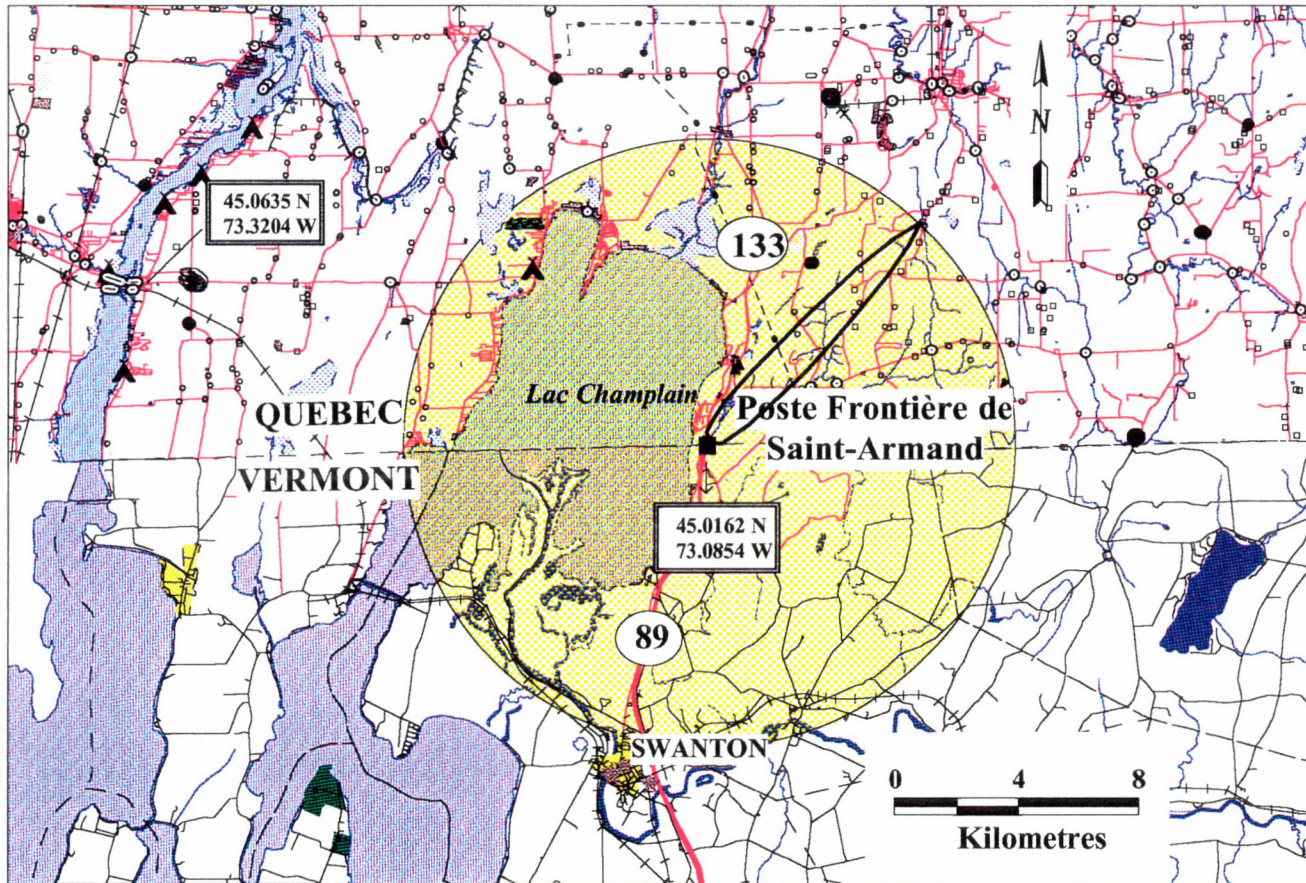 N
45.0635 N
73.3204 W
133
Lac Champlain
QUEBEC
Poste Frontière de
Saint-Armand
VERMONT
45.0162 N
73.0854 W
89
SWANTON
0 4 8
Kilometres